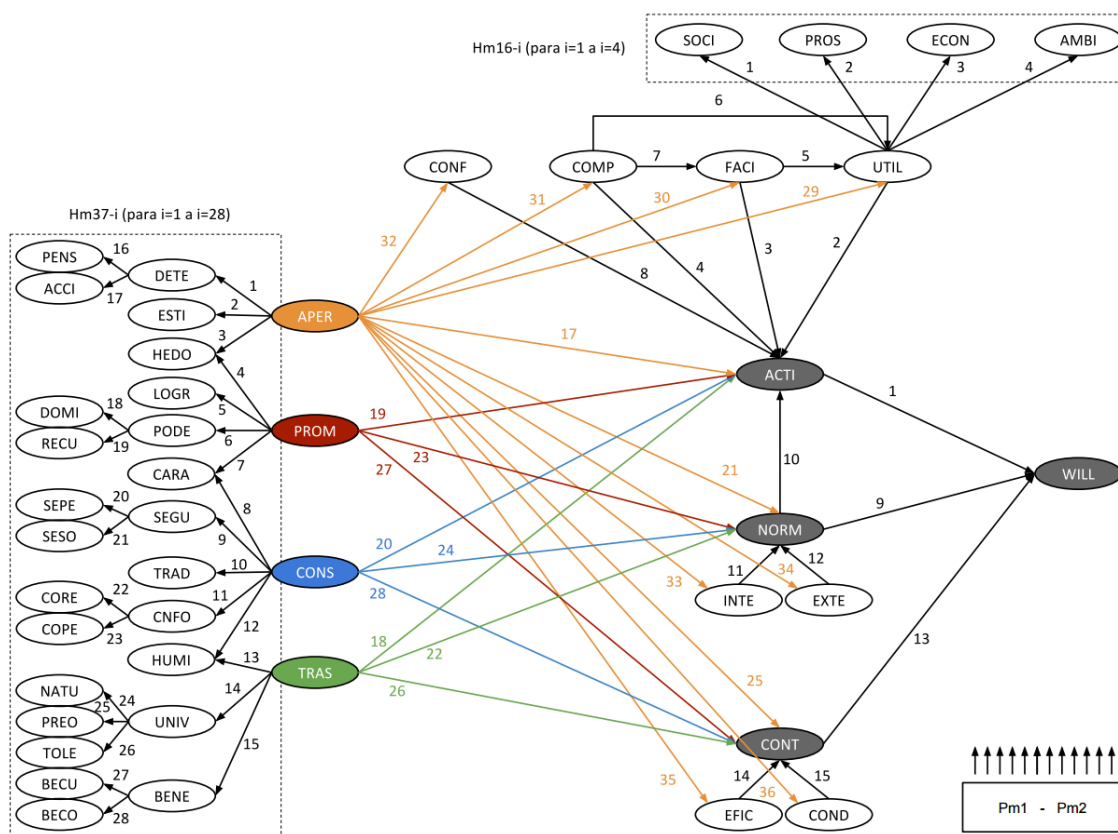 Hm16-i (para i=1 a i=4)
SOCI
PROS
ECON
AMBI
1
2
3
4
6
CONF
COMP
7
FACI
5
UTIL
32
31
30
29
8
4
3
2
Hm37-i (para i=1 a i=28)
PENS
ACCI
16
17
DETE
ESTI
HEDO
1
2
3
APER
LOGR
DOMI
RECU
18
19
PODE
CARA
4
5
6
7
PROM
SEPE
SESO
20
21
SEGU
TRAD
CORE
COPE
22
23
CNFO
HUMI
8
9
10
11
12
CONS
13
14
15
TRAS
NATU
PREO
TOLE
24
25
26
UNIV
BECU
BECO
27
28
BENE
17
19
23
27
20
24
28
18
22
26
ACTI
1
10
21
NORM
9
WILL
11
12
33
34
INTE
EXTE
13
25
CONT
14
15
35
36
EFIC
COND
Pm1 - Pm2